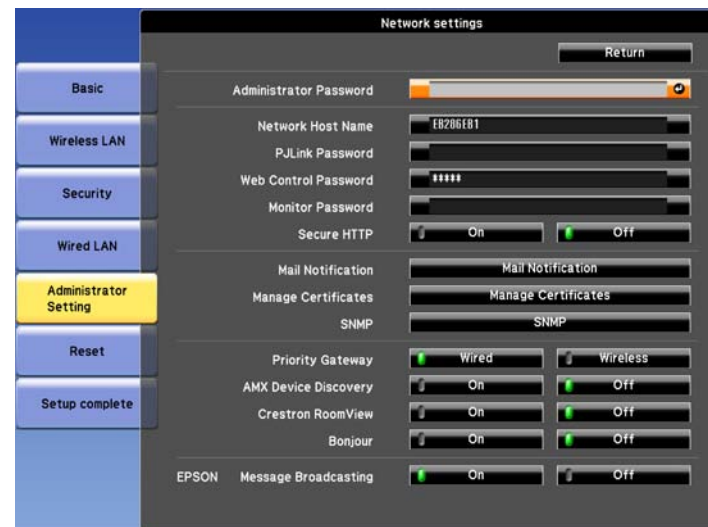 Network settings
Return
Basic
Wireless LAN
Security
Wired LAN
Administrator
Setting
Reset
Setup complete
Administrator Password
Network Host Name EB286EB1
PJLink Password
Web Control Password *****
Monitor Password
Secure HTTP On Off
Mail Notification Mail Notification
Manage Certificates Manage Certificates
SNMP SNMP
Priority Gateway Wired Wireless
AMX Device Discovery On Off
Crestron RoomView On Off
Bonjour On Off
EPSON Message Broadcasting On Off